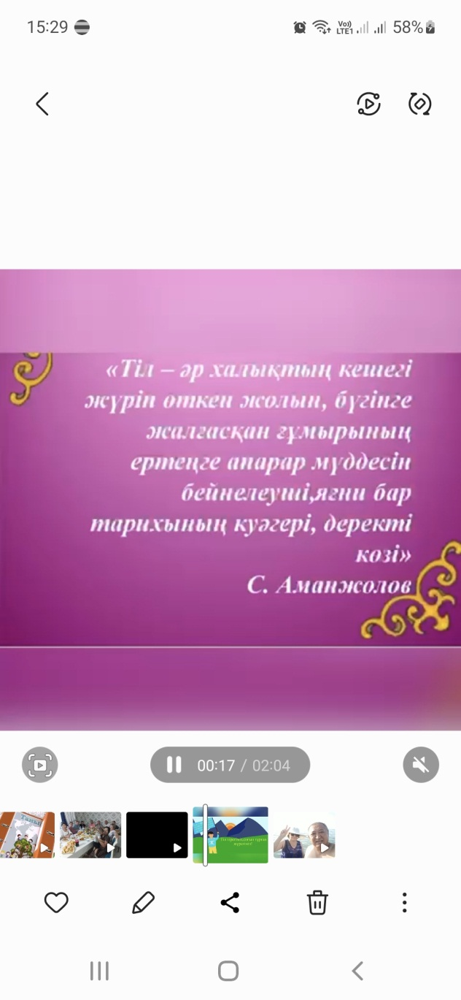 15:29
Vo))
LTE1
58%
«Тіл – әр халықтың кешегі
жүріп өткен жолын, бүгінге
жалғасқан ғұмырының
ертеңге апарар мүддесін
бейнелеуші,яғни бар
тарихының куәгері, деректі
көзі»
С. Аманжолов
00:17 / 02:04